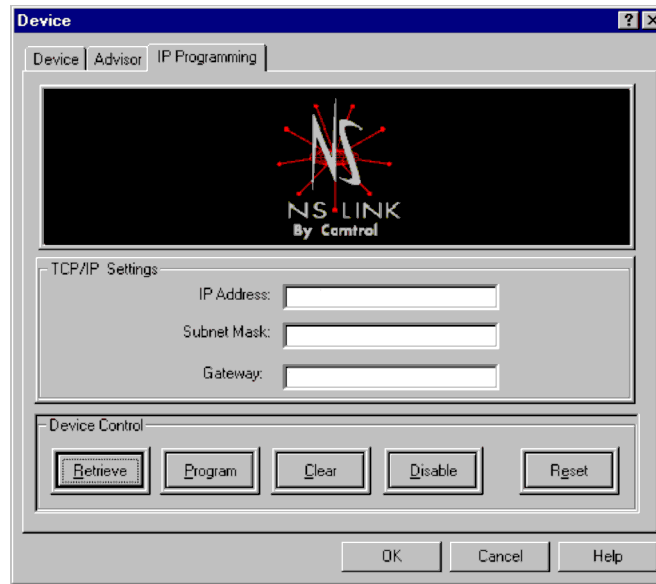 Device
Device Advisor IP Programming
NS
NS LINK
By Comtrol
TCP/IP Settings
IP Address:
Subnet Mask:
Gateway:
Device Control
Retrieve Program Clear Disable Reset
OK Cancel Help